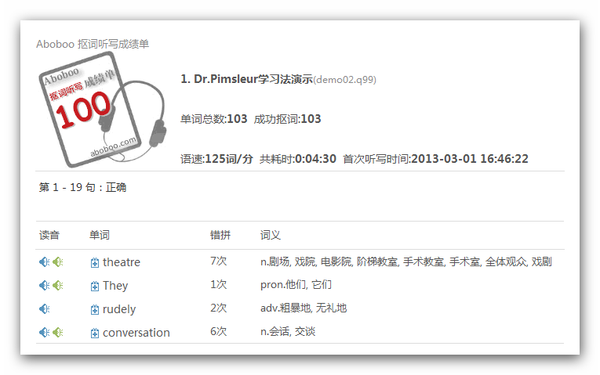 Aboboo 抠词听写成绩单
Aboboo 成绩单
抠词听写
100
aboboo.com
1. Dr.Pimsleur学习法演示(demo02.q99)
单词总数:103 成功抠词:103
语速:125词/分 共耗时:0:04:30 首次听写时间:2013-03-01 16:46:22
第 1 - 19 句：正确
读音 单词 错拼 词义
theatre 7次 n.剧场, 戏院, 电影院, 阶梯教室, 手术教室, 手术室, 全体观众, 戏剧
They 1次 pron.他们, 它们
rudely 2次 adv.粗暴地, 无礼地
conversation 6次 n.会话, 交谈